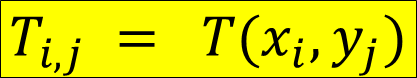 T_{i,j} = T(x_i, y_j)